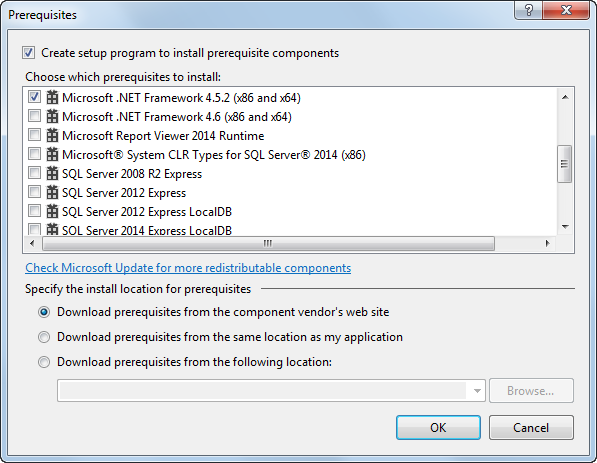 Prerequisites
Create setup program to install prerequisite components
Choose which prerequisites to install:
Microsoft .NET Framework 4.5.2 (x86 and x64)
Microsoft .NET Framework 4.6 (x86 and x64)
Microsoft Report Viewer 2014 Runtime
Microsoft® System CLR Types for SQL Server® 2014 (x86)
SQL Server 2008 R2 Express
SQL Server 2012 Express
SQL Server 2012 Express LocalDB
SQL Server 2014 Express LocalDB
Check Microsoft Update for more redistributable components
Specify the install location for prerequisites
Download prerequisites from the component vendor's web site
Download prerequisites from the same location as my application
Download prerequisites from the following location:
Browse...
OK Cancel